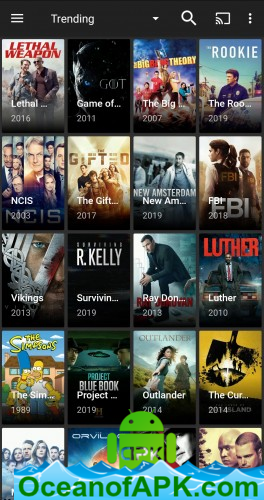 Trending
LETHAL WEAPON
Lethal ...
2016
GOT
Game of...
2011
THE BIG BANG THEORY
The Big ...
2007
THE ROOKIE
The Roo...
2019
NCIS
NCIS
2003
THE GIFTED
The Gift...
2017
NEW AMSTERDAM
New Am...
2019
FBI
FBI
2018
Vikings
2013
SURVIVING
R.KELLY
Survivin...
2019
Ray Don...
2013
LUTHER
Luther
2010
THE SIMPSONS
The Sim...
1989
PROJECT
BLUE BOOK
Project ...
2019
OUTLANDER
Outlander
2014
ISLAND
The Cur...
2014
ORVILLE
APK
OceanofAPK.com